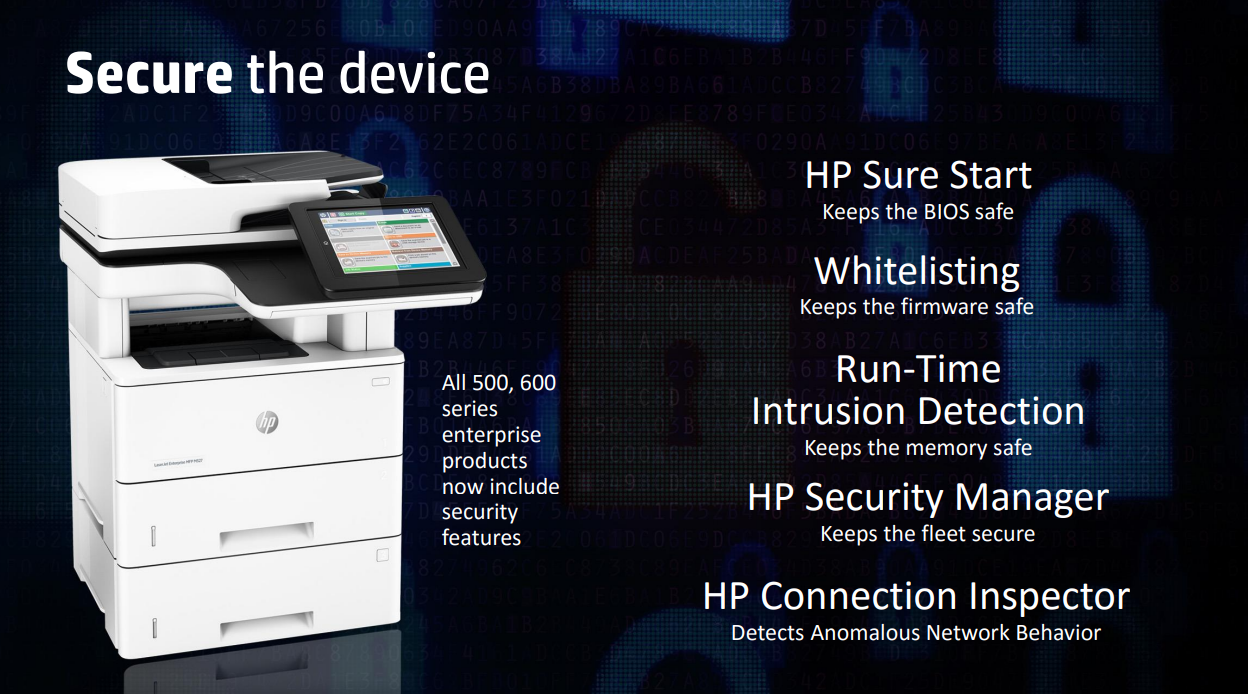 Secure the device
All 500, 600
series
enterprise
products
now include
security
features
HP Sure Start
Keeps the BIOS safe
Whitelisting
Keeps the firmware safe
Run-Time
Intrusion Detection
Keeps the memory safe
HP Security Manager
Keeps the fleet secure
HP Connection Inspector
Detects Anomalous Network Behavior
hp